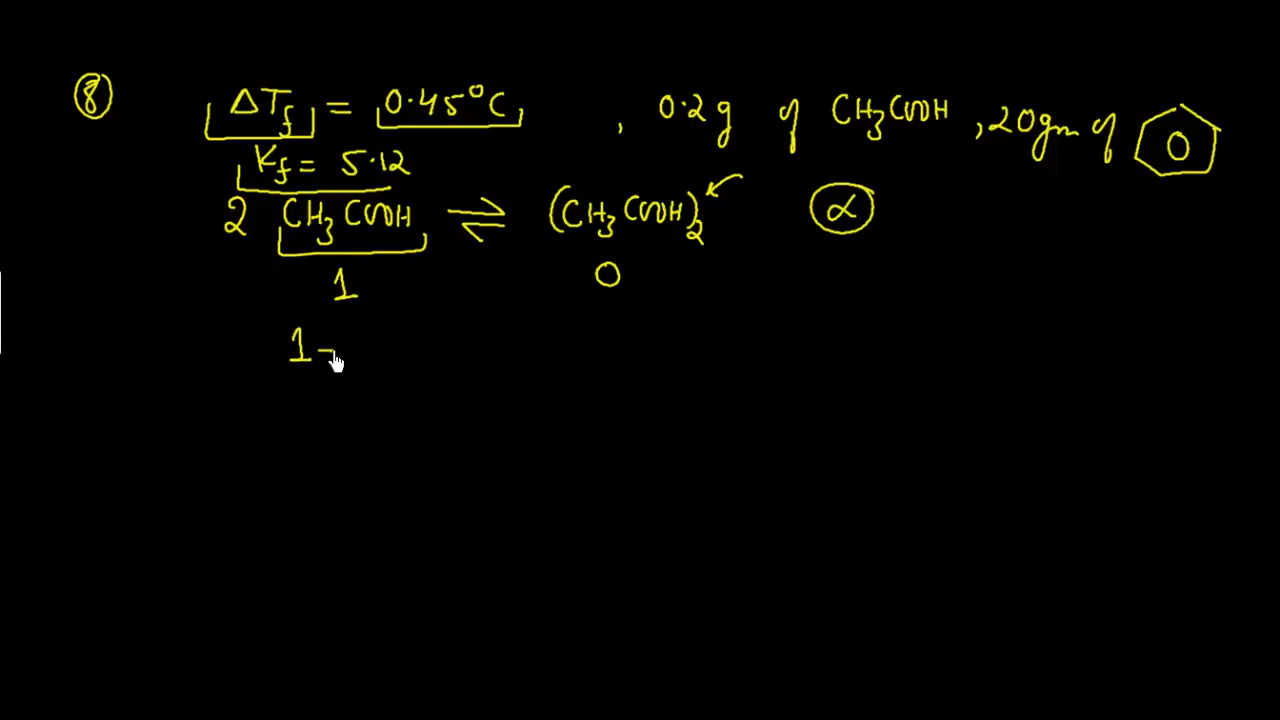 ⑧ ΔTf = 0.45°C , 0.2g of CH₃COOH , 20gm of
Kf = 5.12
2 CH₃COOH ⇌ (CH₃COOH)₂ α
1 0
1 -